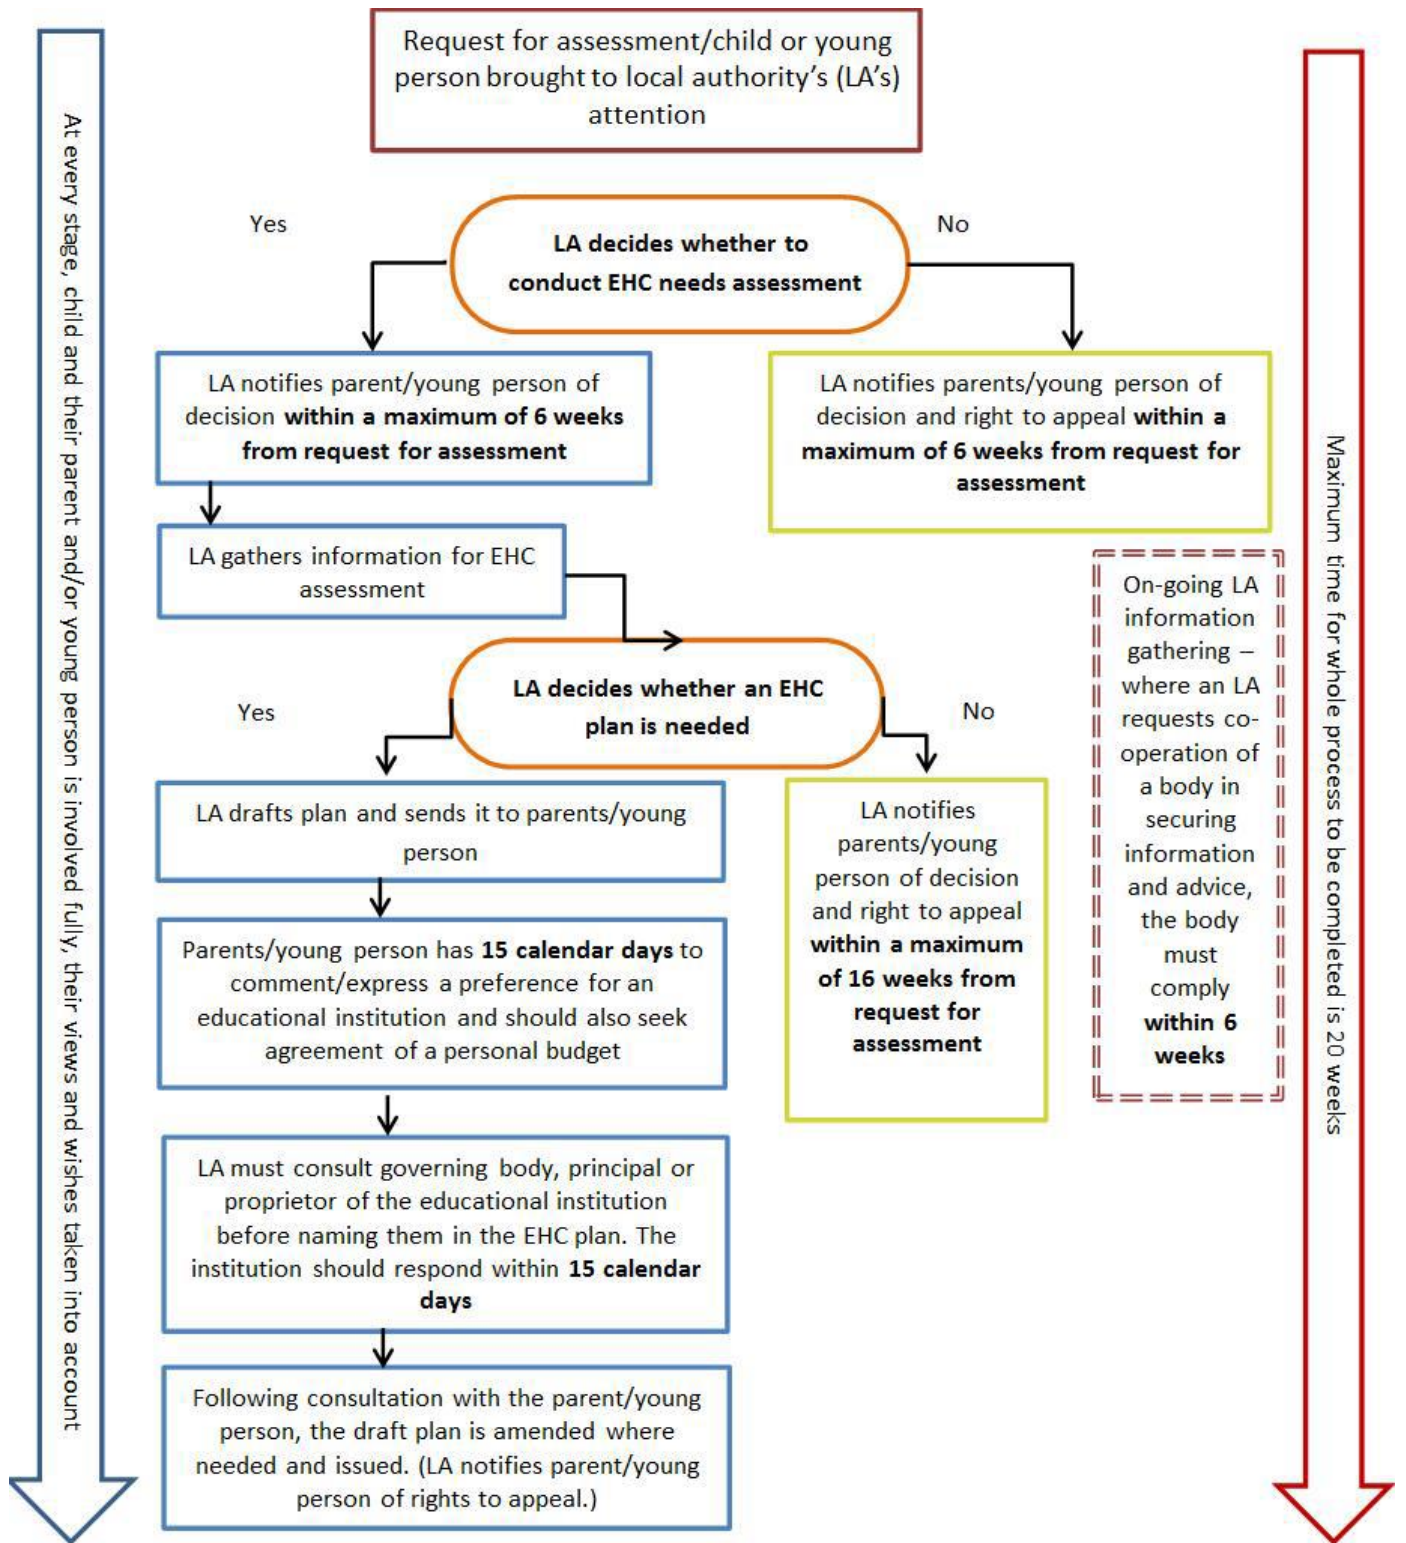 Request for assessment/child or young
person brought to local authority's (LA's)
attention
At every stage, child and their parent and/or young person is involved fully, their views and wishes taken into account
Maximum time for whole process to be completed is 20 weeks
Yes
LA decides whether to
conduct EHC needs assessment
No
LA notifies parent/young person of
decision within a maximum of 6 weeks
from request for assessment
LA notifies parents/young person of
decision and right to appeal within a
maximum of 6 weeks from request for
assessment
LA gathers information for EHC
assessment
On-going LA
information
gathering –
where an LA
requests co-
operation of
a body in
securing
information
and advice,
the body
must
comply
within 6
weeks
Yes
LA decides whether an EHC
plan is needed
No
LA drafts plan and sends it to parents/young
person
LA notifies
parents/young
person of decision
and right to appeal
within a maximum
of 16 weeks from
request for
assessment
Parents/young person has 15 calendar days to
comment/express a preference for an
educational institution and should also seek
agreement of a personal budget
LA must consult governing body, principal or
proprietor of the educational institution
before naming them in the EHC plan. The
institution should respond within 15 calendar
days
Following consultation with the parent/young
person, the draft plan is amended where
needed and issued. (LA notifies parent/young
person of rights to appeal.)